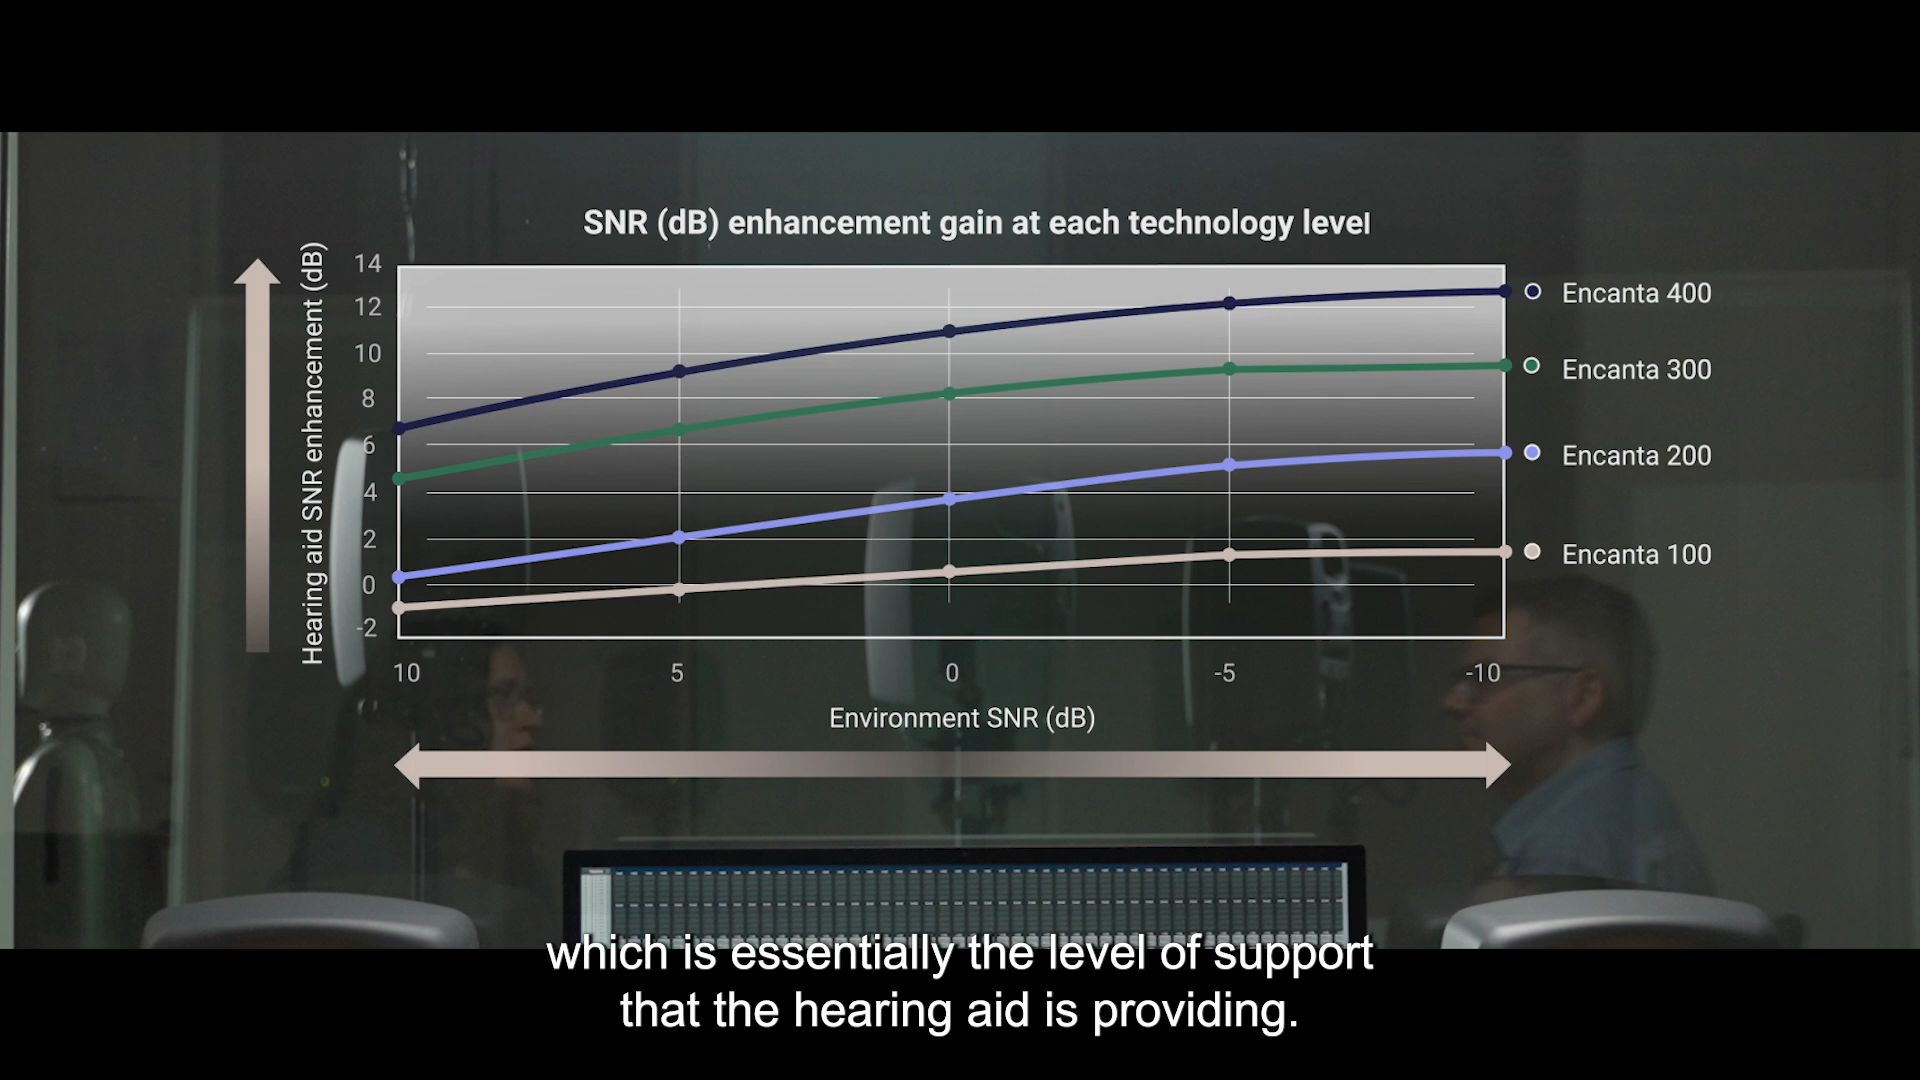 SNR (dB) enhancement gain at each technology level
Hearing aid SNR enhancement (dB)
14
12
10
8
6
4
2
0
-2
Encanta 400
Encanta 300
Encanta 200
Encanta 100
10 5 0 -5 -10
Environment SNR (dB)
which is essentially the level of support
that the hearing aid is providing.